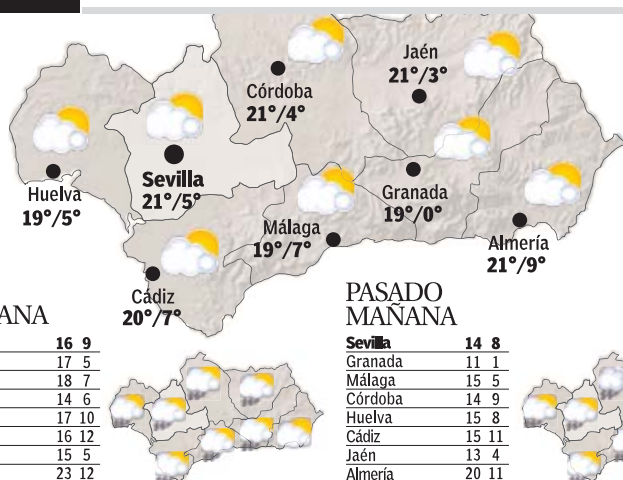 Jaén
21°/3°
Córdoba
21°/4°
Sevilla
21°/5°
Huelva
19°/5°
Granada
19°/0°
Málaga
19°/7°
Almería
21°/9°
Cádiz
20°/7°
ANA
16 9
17 5
18 7
14 6
17 10
16 12
15 5
23 12
PASADO
MAÑANA
Sevilla 14 8
Granada 11 1
Málaga 15 5
Córdoba 14 9
Huelva 15 8
Cádiz 15 11
Jaén 13 4
Almería 20 11